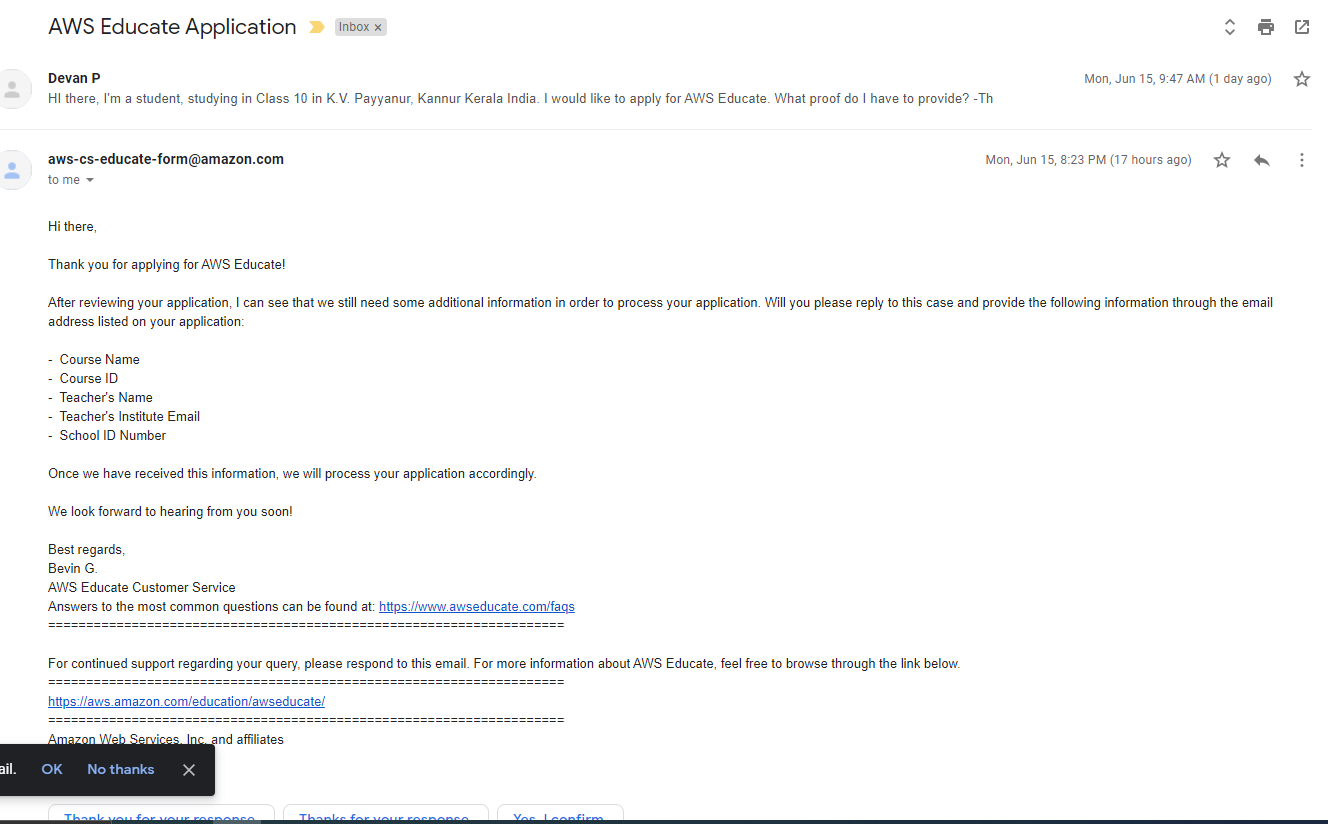 AWS Educate Application Inbox ×
Devan P Mon, Jun 15, 9:47 AM (1 day ago)
HI there, I'm a student, studying in Class 10 in K.V. Payyanur, Kannur Kerala India. I would like to apply for AWS Educate. What proof do I have to provide? -Th
aws-cs-educate-form@amazon.com Mon, Jun 15, 8:23 PM (17 hours ago)
to me
Hi there,
Thank you for applying for AWS Educate!
After reviewing your application, I can see that we still need some additional information in order to process your application. Will you please reply to this case and provide the following information through the email
address listed on your application:
- Course Name
- Course ID
- Teacher's Name
- Teacher's Institute Email
- School ID Number
Once we have received this information, we will process your application accordingly.
We look forward to hearing from you soon!
Best regards,
Bevin G.
AWS Educate Customer Service
Answers to the most common questions can be found at: https://www.awseducate.com/faqs
====================================================================
For continued support regarding your query, please respond to this email. For more information about AWS Educate, feel free to browse through the link below.
====================================================================
https://aws.amazon.com/education/awseducate/
====================================================================
Amazon Web Services, Inc. and affiliates
ail. OK No thanks
Thank you for your response. Thanks for your response. Yes, I confirm.